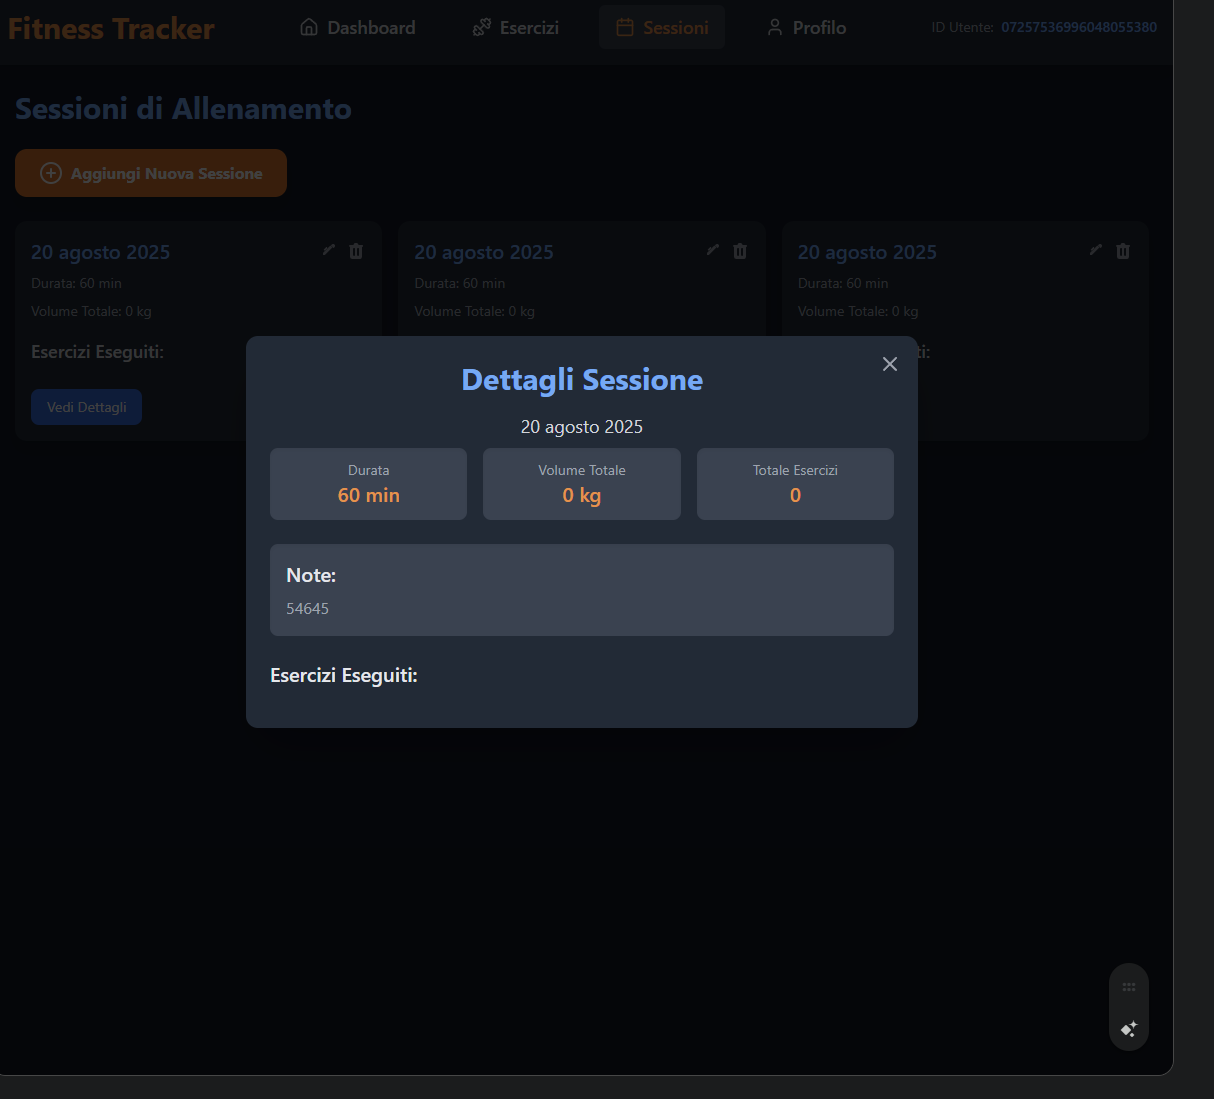 Fitness Tracker
Dashboard
Esercizi
Sessioni
Profilo
ID Utente: 07257536996048055380
Sessioni di Allenamento
Aggiungi Nuova Sessione
20 agosto 2025
Durata: 60 min
Volume Totale: 0 kg
Esercizi Eseguiti:
Vedi Dettagli
20 agosto 2025
Durata: 60 min
Volume Totale: 0 kg
20 agosto 2025
Durata: 60 min
Volume Totale: 0 kg
ti:
Dettagli Sessione
20 agosto 2025
Durata
60 min
Volume Totale
0 kg
Totale Esercizi
0
Note:
54645
Esercizi Eseguiti: